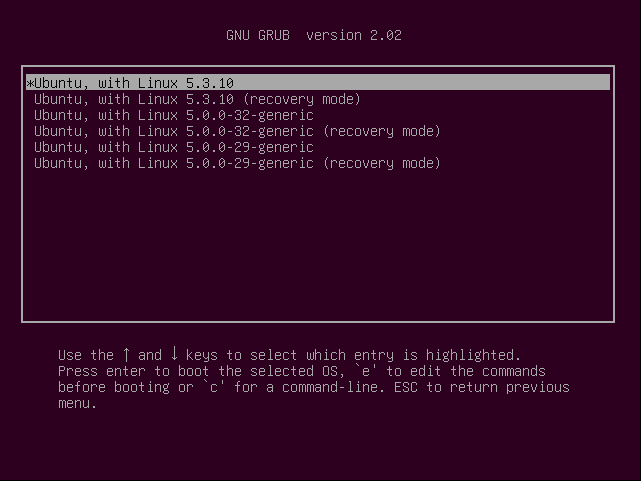 GNU GRUB  version 2.02
*Ubuntu, with Linux 5.3.10
Ubuntu, with Linux 5.3.10 (recovery mode)
Ubuntu, with Linux 5.0.0-32-generic
Ubuntu, with Linux 5.0.0-32-generic (recovery mode)
Ubuntu, with Linux 5.0.0-29-generic
Ubuntu, with Linux 5.0.0-29-generic (recovery mode)
Use the ↑ and ↓ keys to select which entry is highlighted.
Press enter to boot the selected OS, `e' to edit the commands
before booting or `c' for a command-line. ESC to return previous
menu.